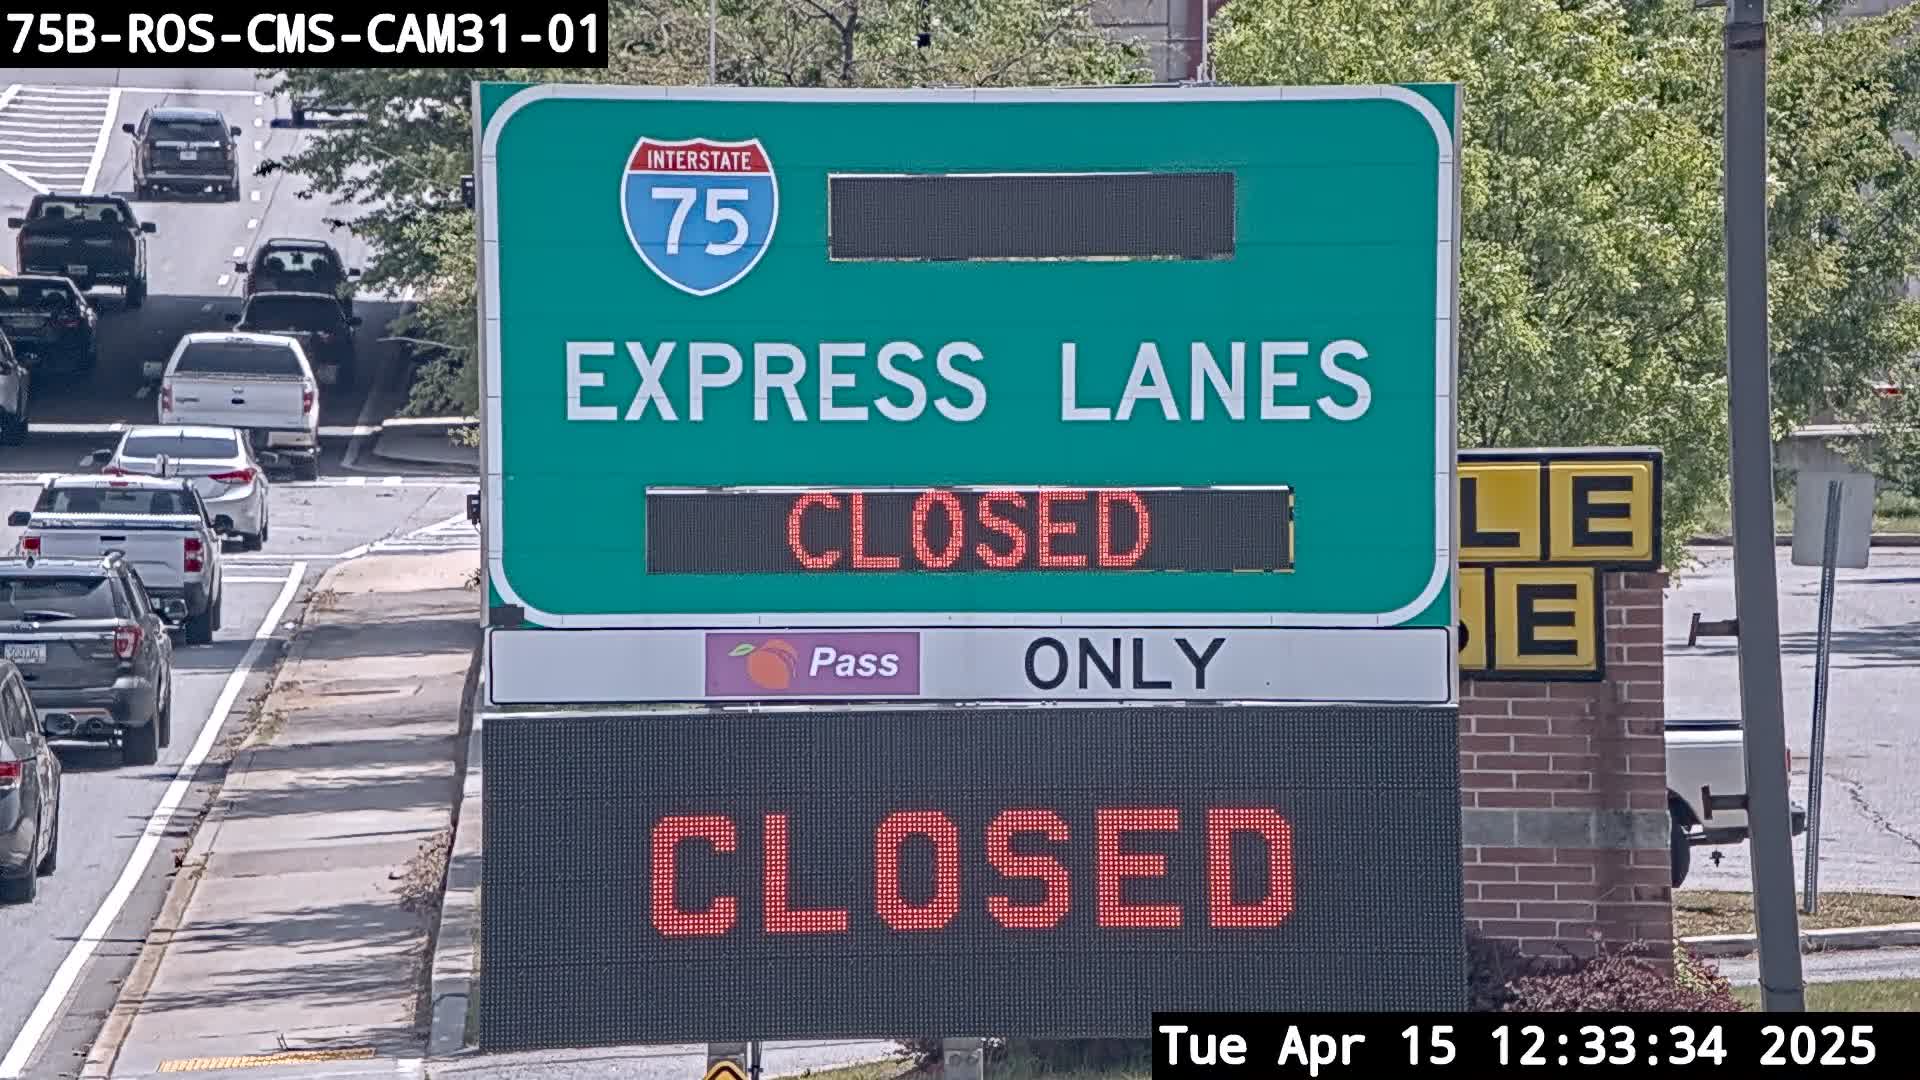 75B-ROS-CMS-CAM31-01
INTERSTATE
75
EXPRESS LANES
CLOSED
LE
E
Pass ONLY
CLOSED
Tue Apr 15 12:33:34 2025